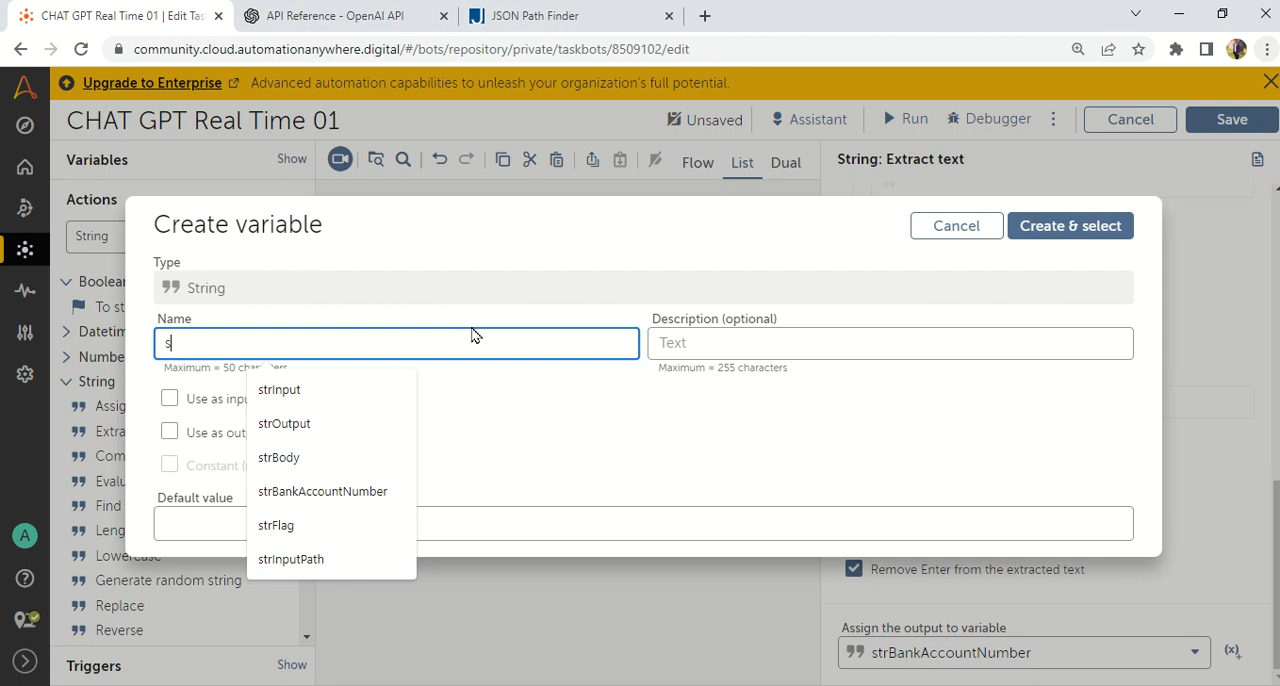 CHAT GPT Real Time 01 | Edit Tas
API Reference - OpenAI API
JSON Path Finder
community.cloud.automationanywhere.digital/#/bots/repository/private/taskbots/8509102/edit
Upgrade to Enterprise Advanced automation capabilities to unleash your organization's full potential.
CHAT GPT Real Time 01
Unsaved
Assistant
Run
Debugger
Cancel
Save
Variables
Show
Flow
List
Dual
String: Extract text
Actions
String
Boolean
To st
Datetim
Numbe
String
Assig
Extra
Com
Evalu
Find
Leng
Lowercase
Generate random string
Replace
Reverse
Triggers
Show
Create variable
Cancel
Create & select
Type
String
Name
Description (optional)
s
Text
Maximum = 50 characters
Maximum = 255 characters
Use as inpu
Use as out
Constant (
Default value
strInput
strOutput
strBody
strBankAccountNumber
strFlag
strInputPath
Remove Enter from the extracted text
Assign the output to variable
strBankAccountNumber
(x)+
A